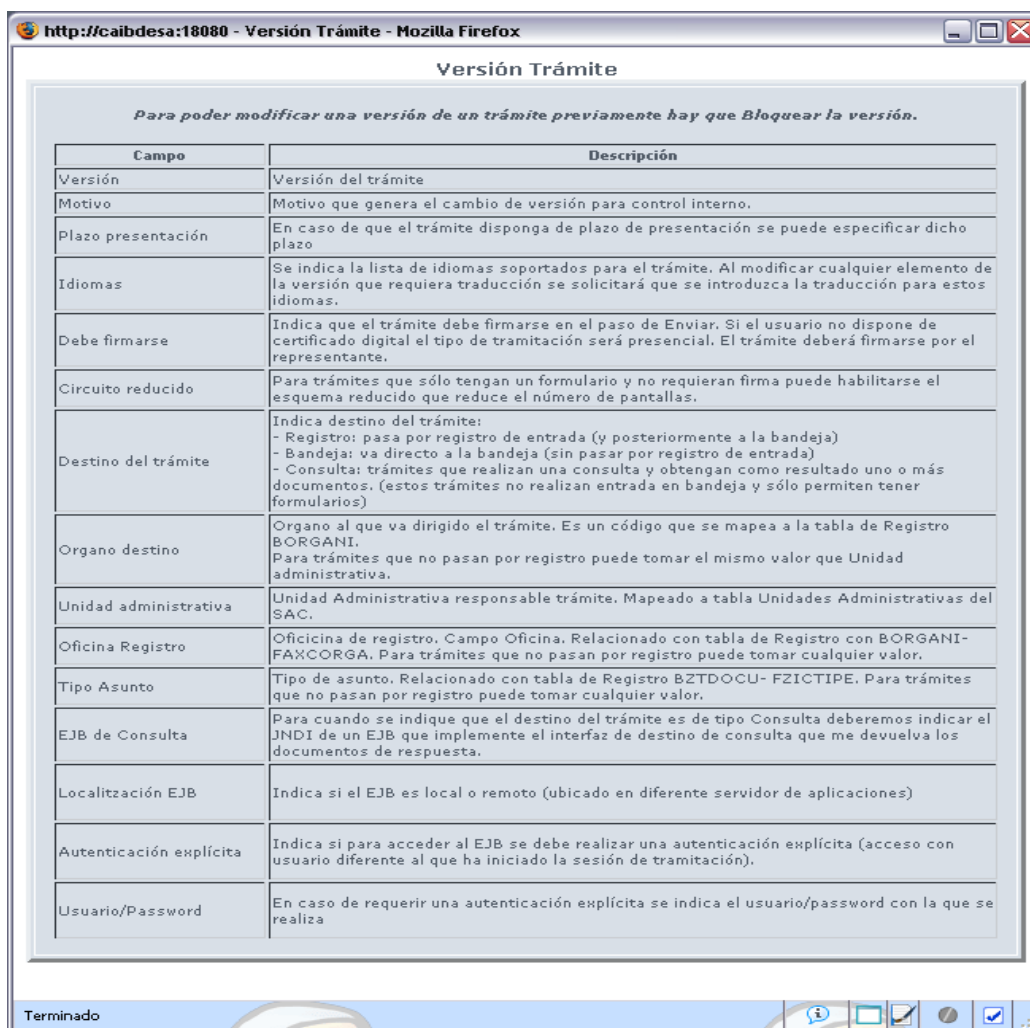 http://caibdesa:18080 - Versión Trámite - Mozilla Firefox
Versión Trámite
Para poder modificar una versión de un trámite previamente hay que Bloquear la versión.
Campo
Descripción
Versión
Versión del trámite
Motivo
Motivo que genera el cambio de versión para control interno.
Plazo presentación
En caso de que el trámite disponga de plazo de presentación se puede especificar dicho
plazo
Idiomas
Se indica la lista de idiomas soportados para el trámite. Al modificar cualquier elemento de
la versión que requiera traducción se solicitará que se introduzca la traducción para estos
idiomas.
Debe firmarse
Indica que el trámite debe firmarse en el paso de Enviar. Si el usuario no dispone de
certificado digital el tipo de tramitación será presencial. El trámite deberá firmarse por el
representante.
Circuito reducido
Para trámites que sólo tengan un formulario y no requieran firma puede habilitarse el
esquema reducido que reduce el número de pantallas.
Destino del trámite
Indica destino del trámite:
- Registro: pasa por registro de entrada (y posteriormente a la bandeja)
- Bandeja: va directo a la bandeja (sin pasar por registro de entrada)
- Consulta: trámites que realizan una consulta y obtengan como resultado uno o más
documentos. (estos trámites no realizan entrada en bandeja y sólo permiten tener
formularios)
Organo destino
Organo al que va dirigido el trámite. Es un código que se mapea a la tabla de Registro
BORGANI.
Para trámites que no pasan por registro puede tomar el mismo valor que Unidad
administrativa.
Unidad administrativa
Unidad Administrativa responsable trámite. Mapeado a tabla Unidades Administrativas del
SAC.
Oficina Registro
Oficicina de registro. Campo Oficina. Relacionado con tabla de Registro con BORGANI-
FAXCORGA. Para trámites que no pasan por registro puede tomar cualquier valor.
Tipo Asunto
Tipo de asunto. Relacionado con tabla de Registro BZTDOCU- FZICTIPE. Para trámites
que no pasan por registro puede tomar cualquier valor.
EJB de Consulta
Para cuando se indique que el destino del trámite es de tipo Consulta deberemos indicar el
JNDI de un EJB que implemente el interfaz de destino de consulta que me devuelva los
documentos de respuesta.
Localitzación EJB
Indica si el EJB es local o remoto (ubicado en diferente servidor de aplicaciones)
Autenticación explícita
Indica si para acceder al EJB se debe realizar una autenticación explícita (acceso con
usuario diferente al que ha iniciado la sesión de tramitación).
Usuario/Password
En caso de requerir una autenticación explícita se indica el usuario/password con la que se
realiza
Terminado